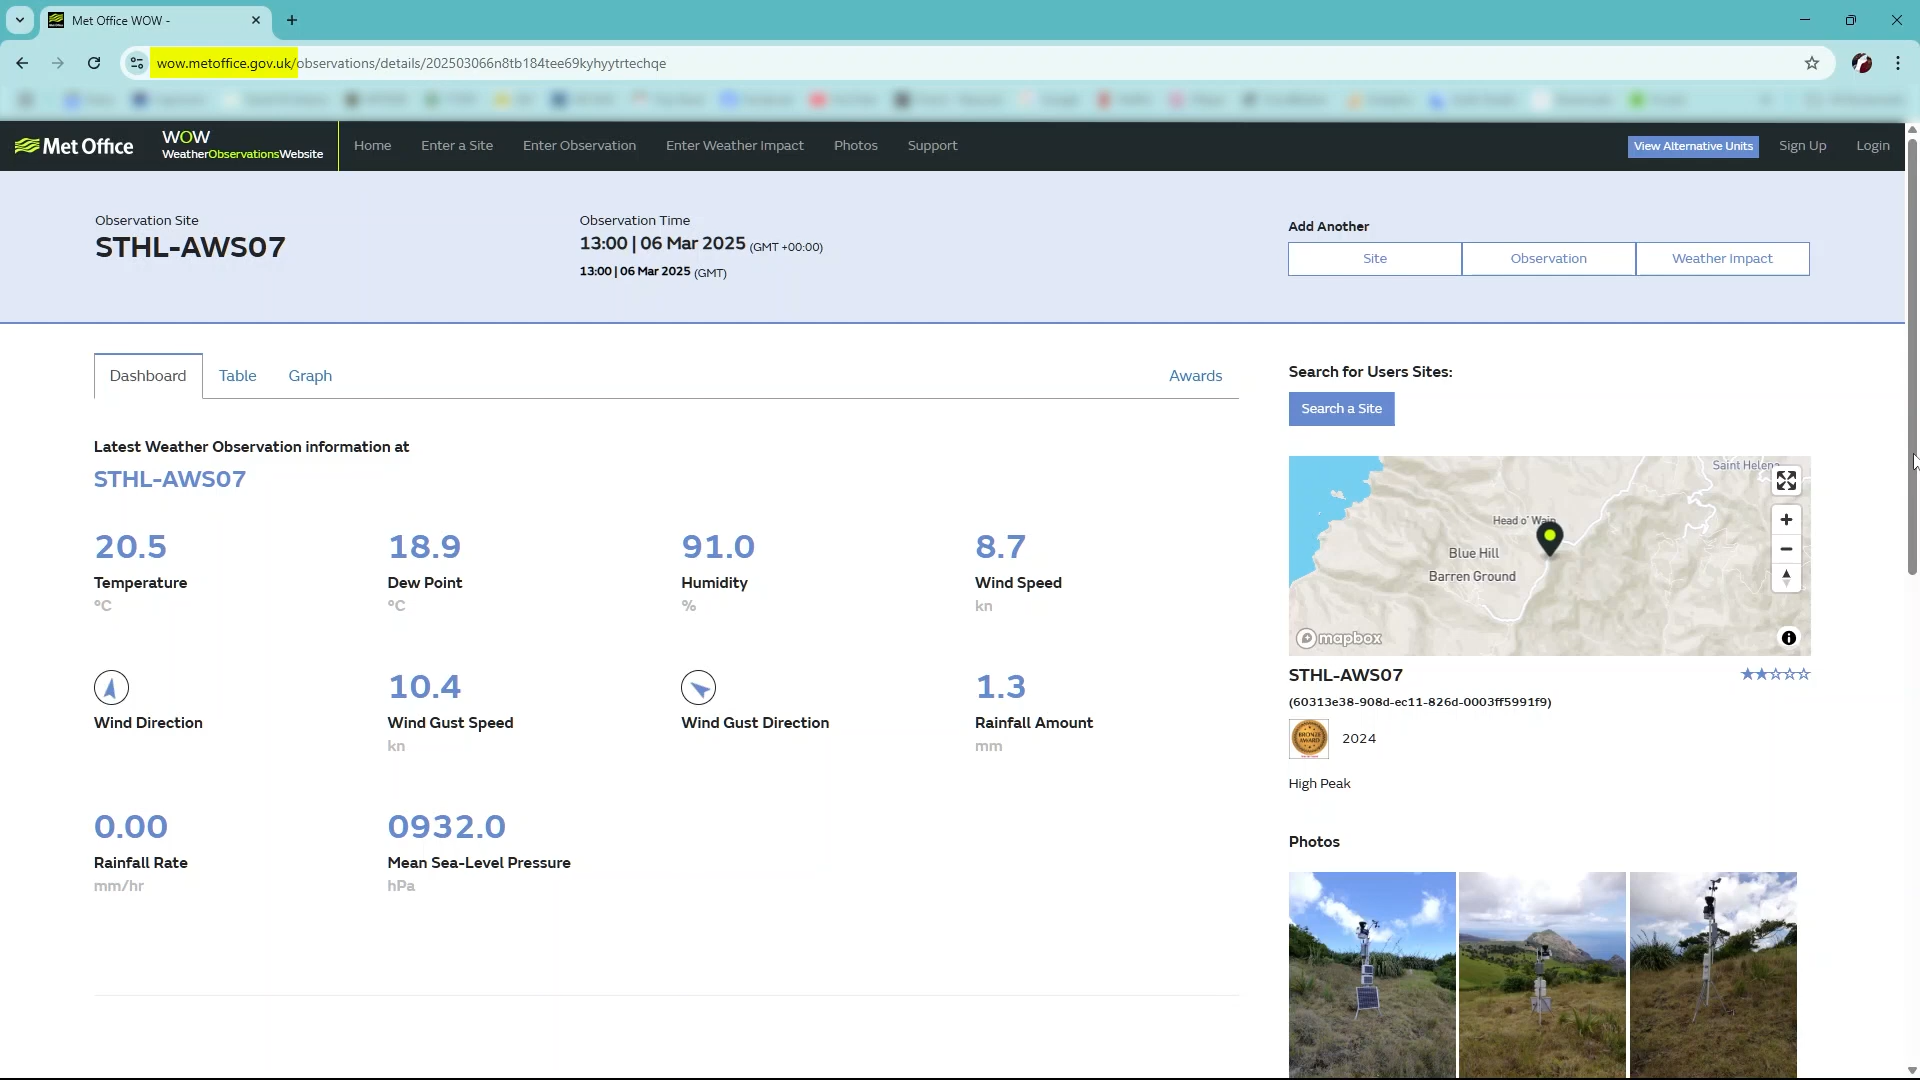 Met Office WOW -
wow.metoffice.gov.uk/observations/details/202503066n8tb184tee69kyhyytrtechqe
Met Office
WOW
WeatherObservationsWebsite
Home
Enter a Site
Enter Observation
Enter Weather Impact
Photos
Support
View Alternative Units
Sign Up
Login
Observation Site
STHL-AWS07
Observation Time
13:00 | 06 Mar 2025 (GMT +00:00)
13:00 | 06 Mar 2025 (GMT)
Add Another
Site
Observation
Weather Impact
Dashboard
Table
Graph
Awards
Latest Weather Observation information at
STHL-AWS07
20.5
Temperature
°C
18.9
Dew Point
°C
91.0
Humidity
%
8.7
Wind Speed
kn
Wind Direction
10.4
Wind Gust Speed
kn
Wind Gust Direction
1.3
Rainfall Amount
mm
0.00
Rainfall Rate
mm/hr
0932.0
Mean Sea-Level Pressure
hPa
Search for Users Sites:
Search a Site
Saint Helena
Head o' Wain
Blue Hill
Barren Ground
mapbox
STHL-AWS07
(60313e38-908d-ec11-826d-0003ff5991f9)
BRONZE
AWARD
2024
High Peak
Photos